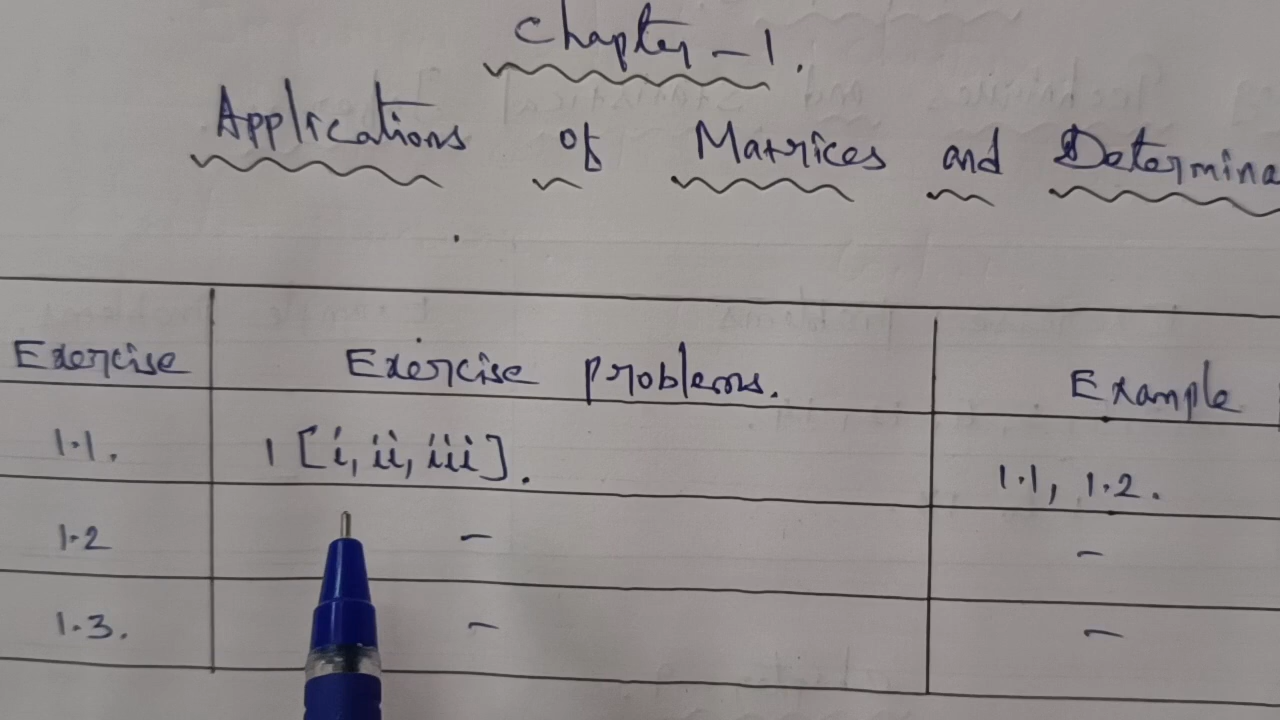 Chapter - 1.
Applications of Matrices and Determina
Exercise Exercise problems. Example
1.1. 1 [i, ii, iii]. 1.1, 1.2.
1.2 - -
1.3. - -